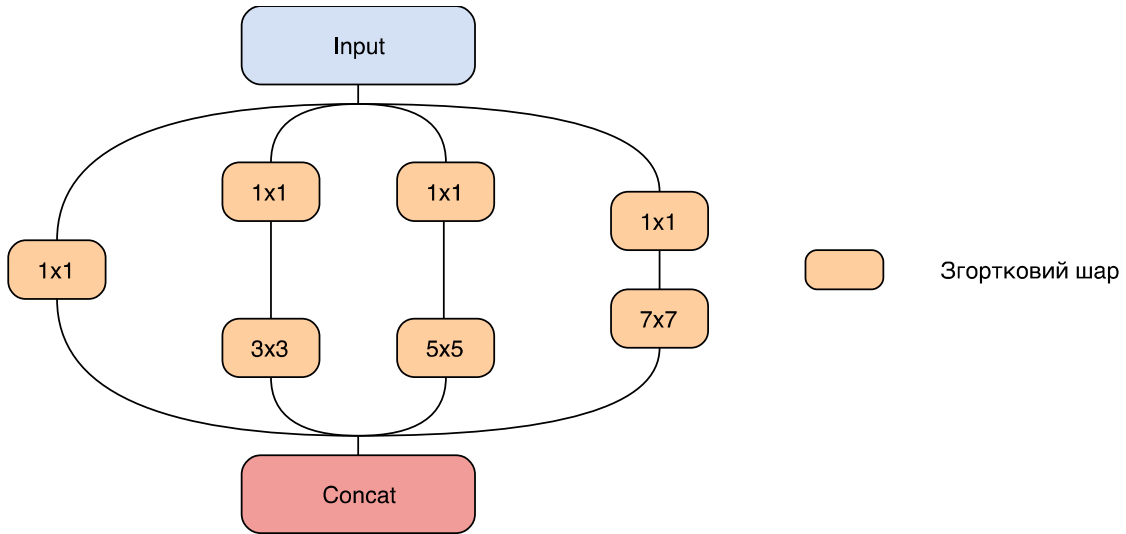 Input
1x1
1x1
1x1
1x1
3x3
5x5
7x7
Concat
Згортковий шар